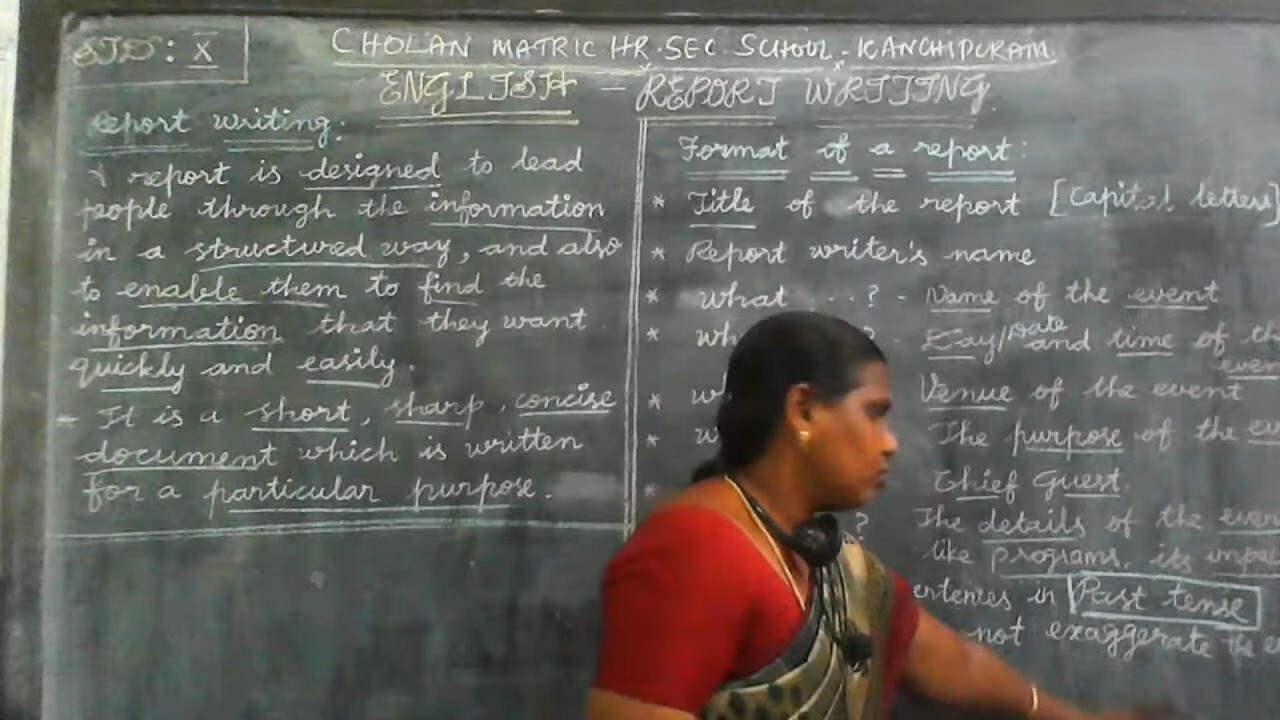 STD: X
CHOLAN MATRIC HR.SEC SCHOOL - KANCHIPURAM.
ENGLISH - REPORT WRITING.
Report writing:
A report is designed to lead
people through the information
in a structured way, and also
to enable them to find the
information that they want
quickly and easily.
- It is a short, sharp, concise
document which is written
for a particular purpose.
Format of a report:
* Title of the report [Capital letters]
* Report writer's name
* what ...? - Name of the event
* ? - Day/Date and time of the
event
* Venue of the event
* The purpose of the
* Chief Guest.
? The details of the
like programs, its
in Past tense
not exaggerate the